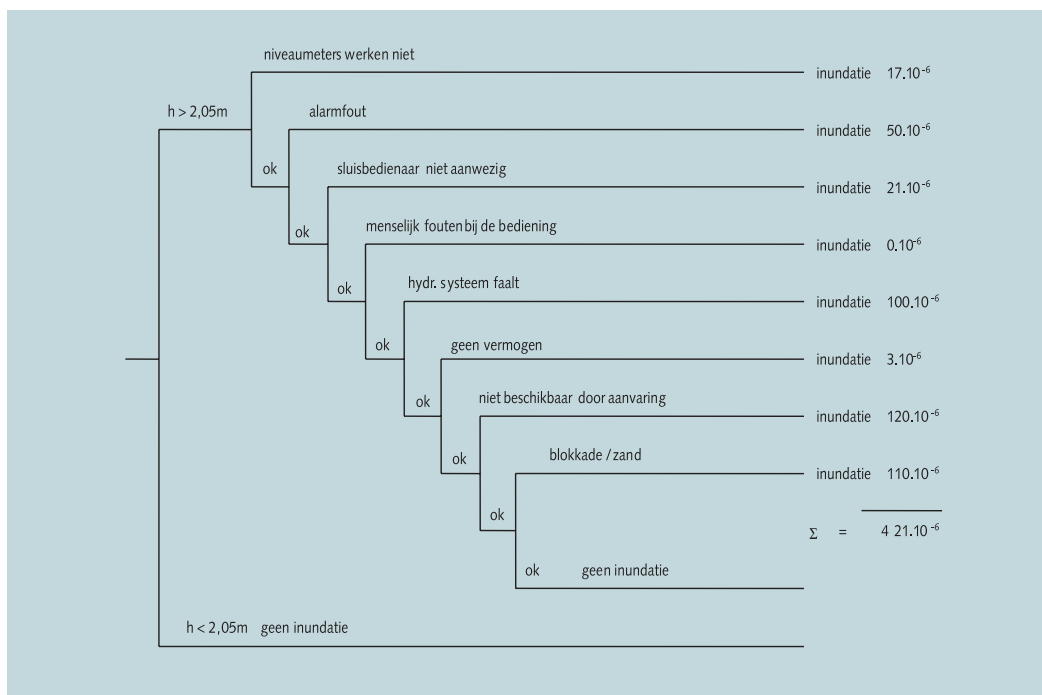 niveaumeters werken niet
inundatie 17.10⁻⁶
h > 2,05m
alarmfout
inundatie 50.10⁻⁶
ok
sluisbedienaar niet aanwezig
inundatie 21.10⁻⁶
ok
menselijk fouten bij de bediening
inundatie 0.10⁻⁶
ok
hydr. systeem faalt
inundatie 100.10⁻⁶
ok
geen vermogen
inundatie 3.10⁻⁶
ok
niet beschikbaar door aanvaring
inundatie 120.10⁻⁶
ok
blokkade / zand
inundatie 110.10⁻⁶
ok
Σ = 4 21.10⁻⁶
ok geen inundatie
h < 2,05m geen inundatie